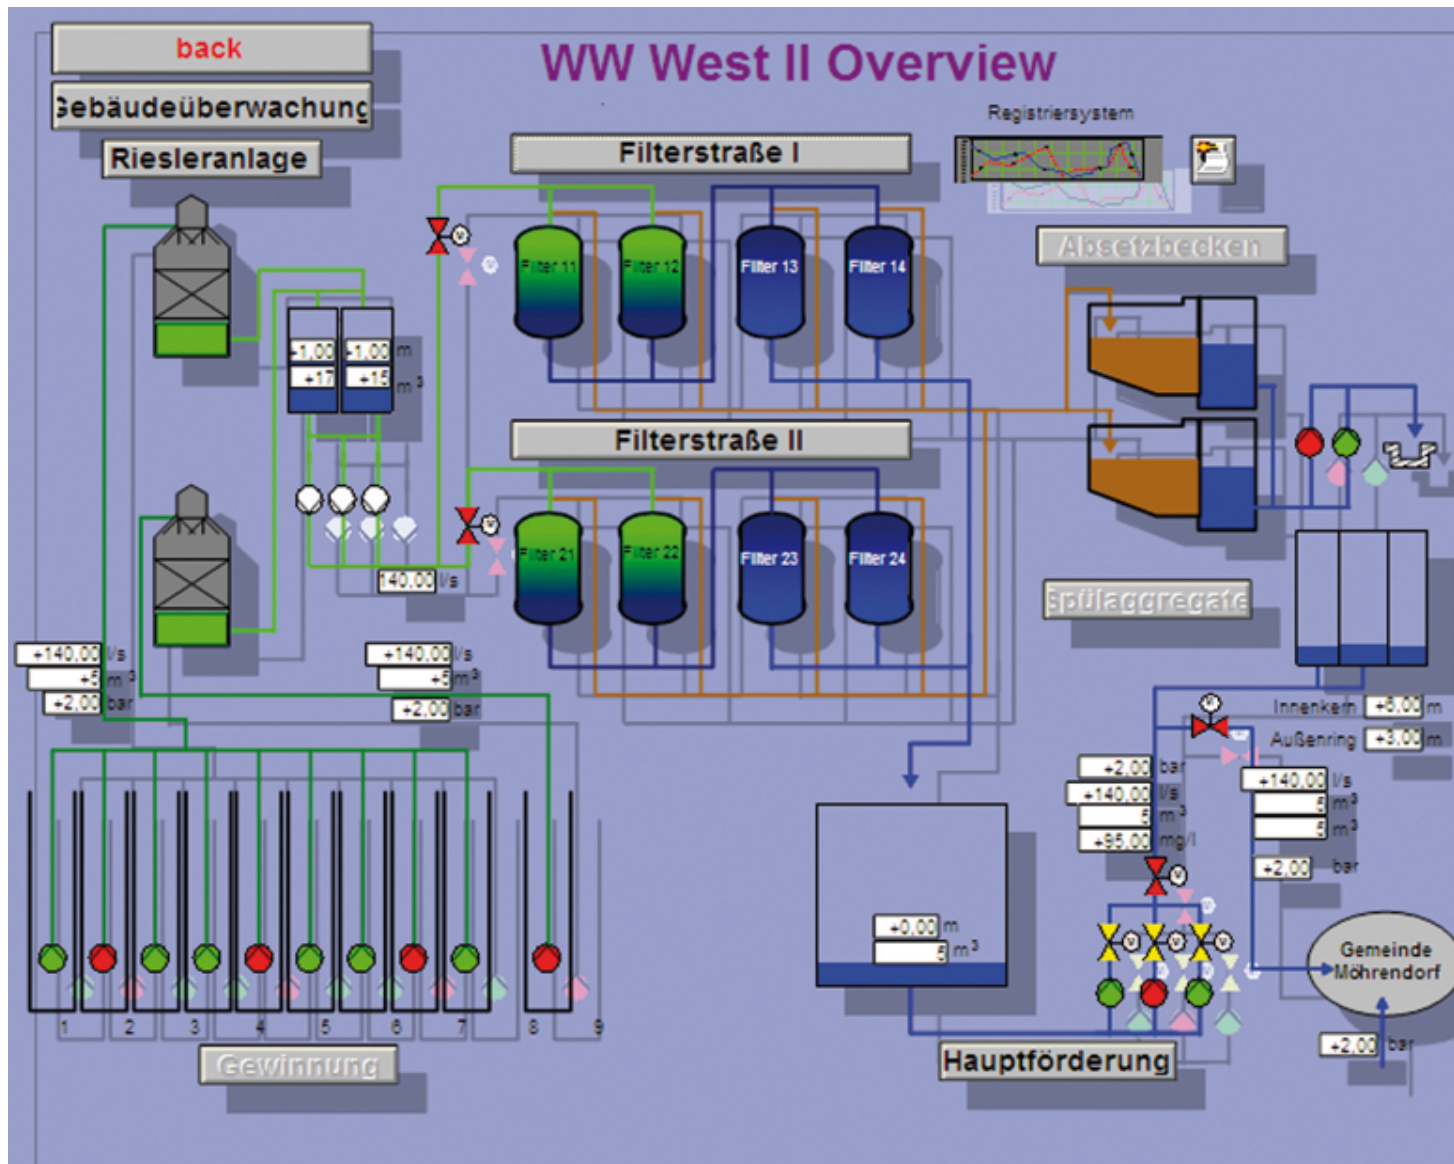 back
WW West II Overview
Gebäudeüberwachung
Riesleranlage
Filterstraße I
Registriersystem
Absetzbecken
Filter 11
Filter 12
Filter 13
Filter 14
+1,00
+1,00 m
+17
+15 m³
Filterstraße II
Filter 21
Filter 22
Filter 23
Filter 24
140,00 l/s
Spülaggregate
+140,00 l/s
+5 m³
+2,00 bar
+140,00 l/s
+5 m³
+2,00 bar
Innenkern +6,00 m
Außenring +3,00 m
+2,00 bar
+140,00 l/s
5 m³
+95,00 mg/l
+140,00 l/s
5 m³
5 m³
+2,00 bar
+0,00 m
5 m³
Gemeinde
Möhrendorf
1 2 3 4 5 6 7 8 9
+2,00 bar
Gewinnung
Hauptförderung